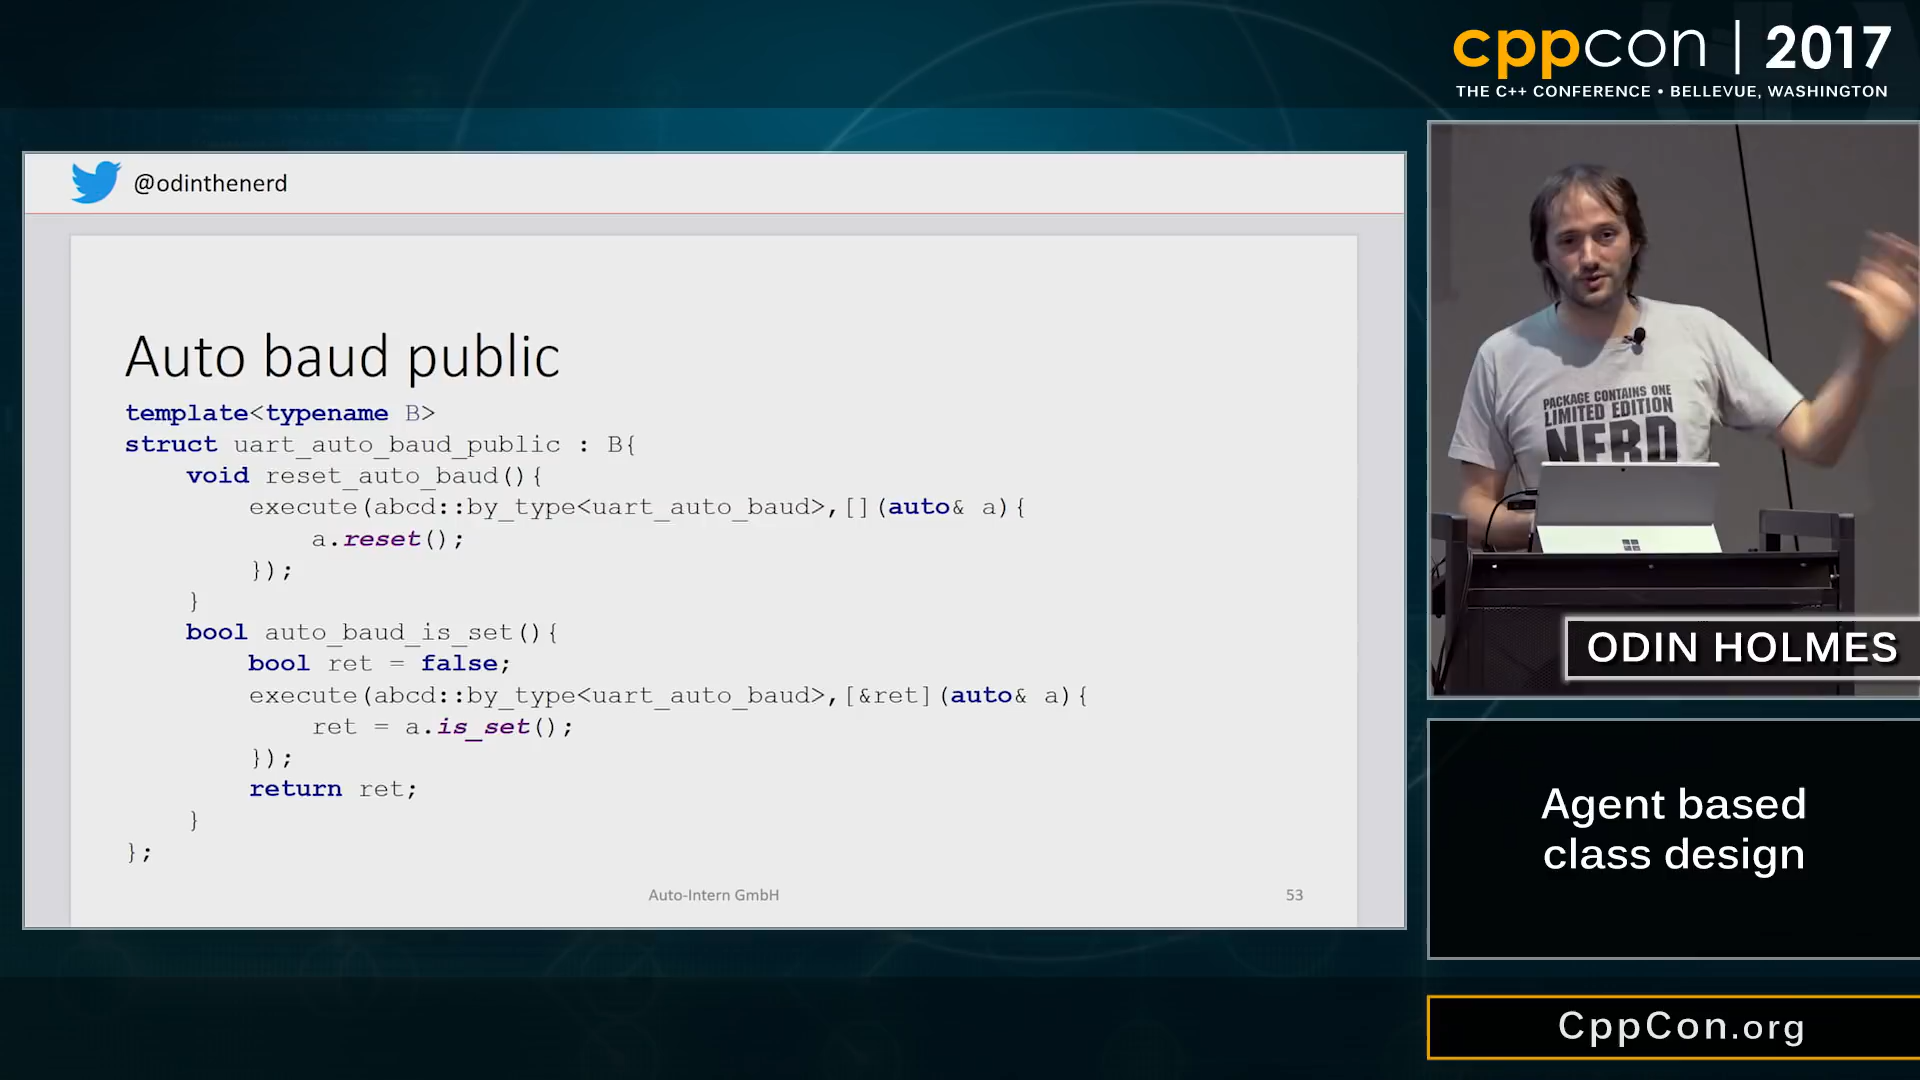 cppcon | 2017
THE C++ CONFERENCE • BELLEVUE, WASHINGTON
@odinthenerd
Auto baud public
template<typename B>
struct uart_auto_baud_public : B{
    void reset_auto_baud(){
        execute(abcd::by_type<uart_auto_baud>,[](auto& a){
            a.reset();
        });
    }
    bool auto_baud_is_set(){
        bool ret = false;
        execute(abcd::by_type<uart_auto_baud>,[&ret](auto& a){
            ret = a.is_set();
        });
        return ret;
    }
};
Auto-Intern GmbH
53
PACKAGE CONTAINS ONE
LIMITED EDITION
NERD
ODIN HOLMES
Agent based
class design
CppCon.org